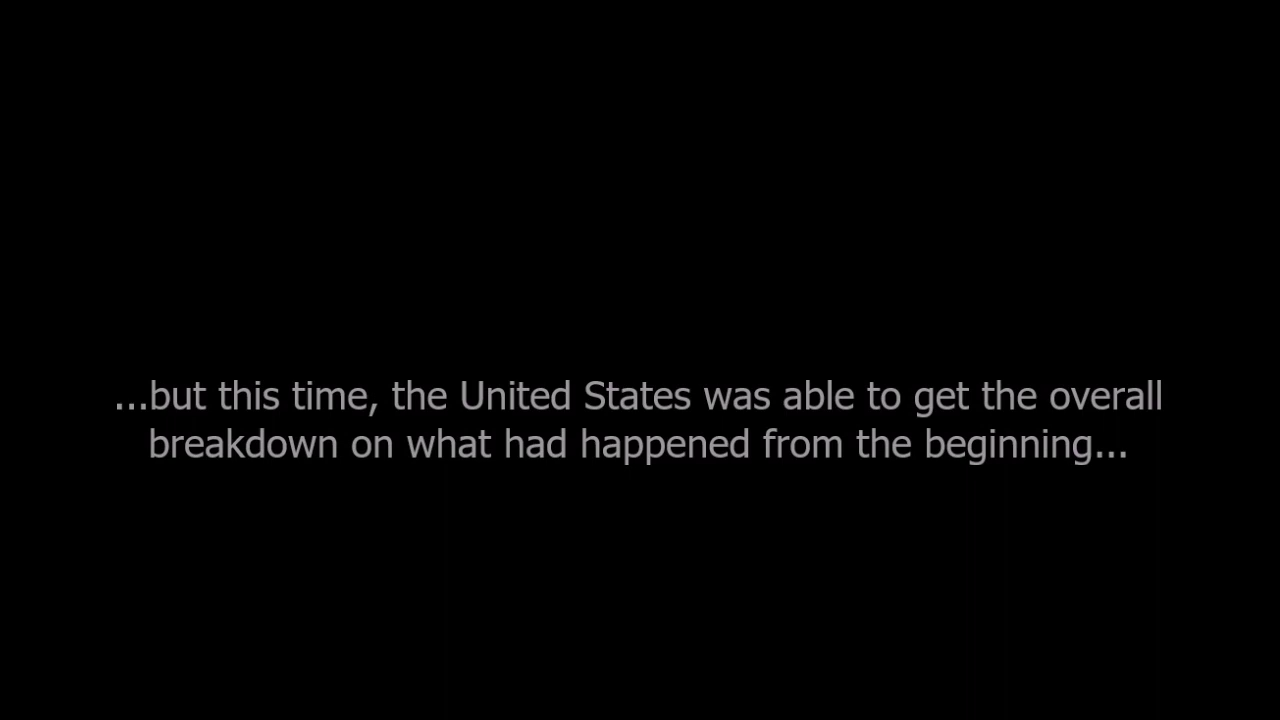 ...but this time, the United States was able to get the overall
breakdown on what had happened from the beginning...